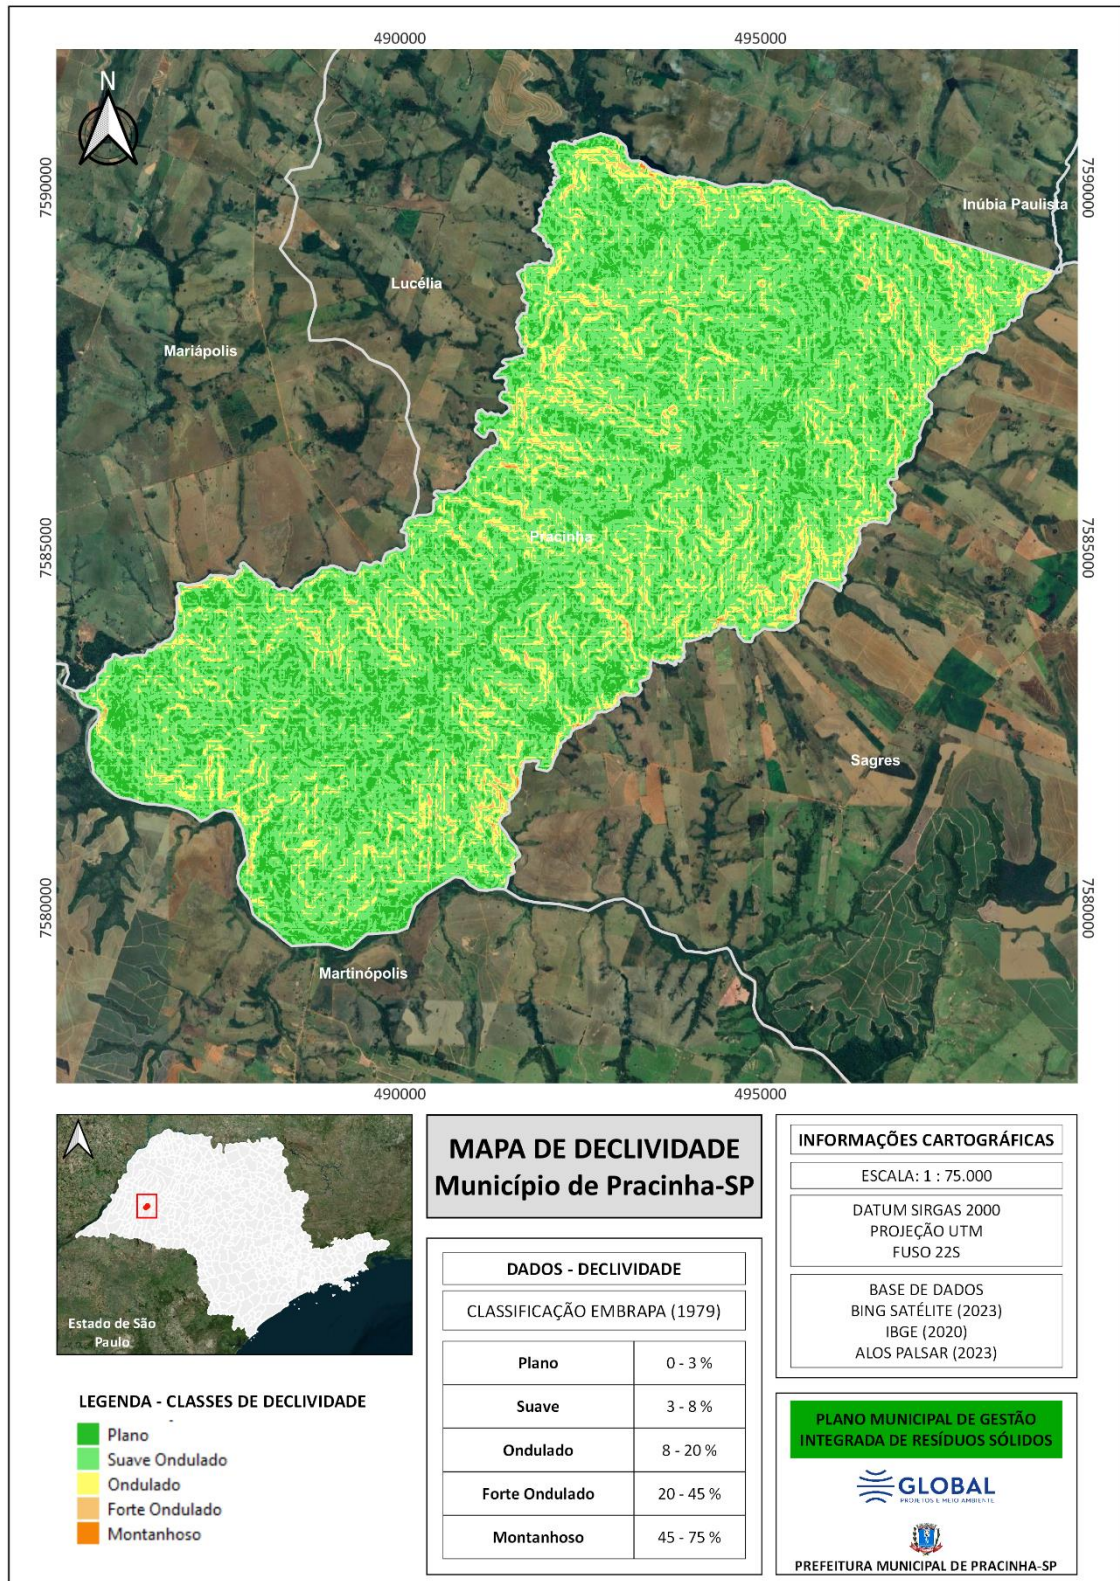 490000
495000
N
7590000
7590000
Inúbia Paulista
Lucélia
Mariápolis
7585000
Pracinha
7585000
Sagres
7580000
7580000
Martinópolis
490000
495000
Estado de São
Paulo
LEGENDA - CLASSES DE DECLIVIDADE
Plano
Suave Ondulado
Ondulado
Forte Ondulado
Montanhoso
MAPA DE DECLIVIDADE
Município de Pracinha-SP
DADOS - DECLIVIDADE
CLASSIFICAÇÃO EMBRAPA (1979)
Plano 0 - 3 %
Suave 3 - 8 %
Ondulado 8 - 20 %
Forte Ondulado 20 - 45 %
Montanhoso 45 - 75 %
INFORMAÇÕES CARTOGRÁFICAS
ESCALA: 1 : 75.000
DATUM SIRGAS 2000
PROJEÇÃO UTM
FUSO 22S
BASE DE DADOS
BING SATÉLITE (2023)
IBGE (2020)
ALOS PALSAR (2023)
PLANO MUNICIPAL DE GESTÃO
INTEGRADA DE RESÍDUOS SÓLIDOS
GLOBAL
PROJETOS E MEIO AMBIENTE
PREFEITURA MUNICIPAL DE PRACINHA-SP